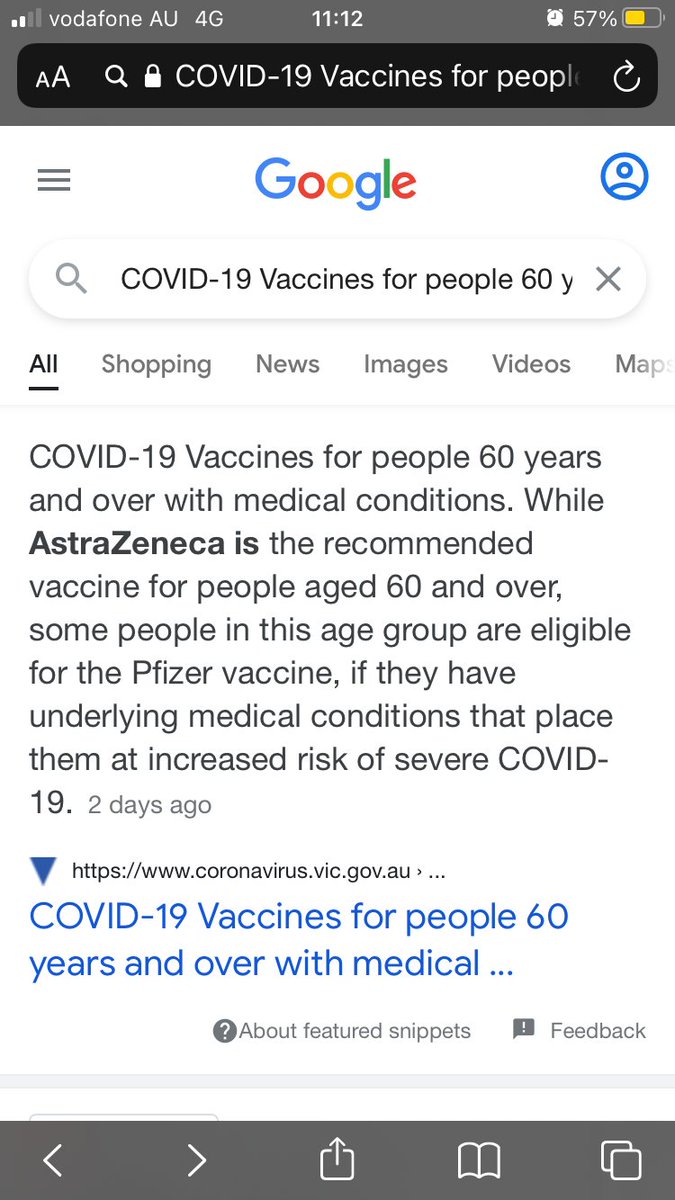 vodafone AU 4G 11:12 57%
AA COVID-19 Vaccines for peopl
Google
COVID-19 Vaccines for people 60 y
All Shopping News Images Videos Maps
COVID-19 Vaccines for people 60 years
and over with medical conditions. While
AstraZeneca is the recommended
vaccine for people aged 60 and over,
some people in this age group are eligible
for the Pfizer vaccine, if they have
underlying medical conditions that place
them at increased risk of severe COVID-
19. 2 days ago
https://www.coronavirus.vic.gov.au › ...
COVID-19 Vaccines for people 60
years and over with medical ...
About featured snippets Feedback